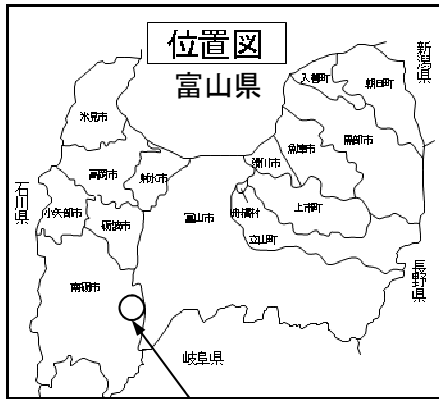 位置図
富山県
新潟県
入善町
朝日町
氷見市
魚津市
黒部市
滑川市
高岡市
射水市
石川県
小矢部市
砺波市
富山市
舟橋村
上市町
立山町
長野県
南砺市
岐阜県